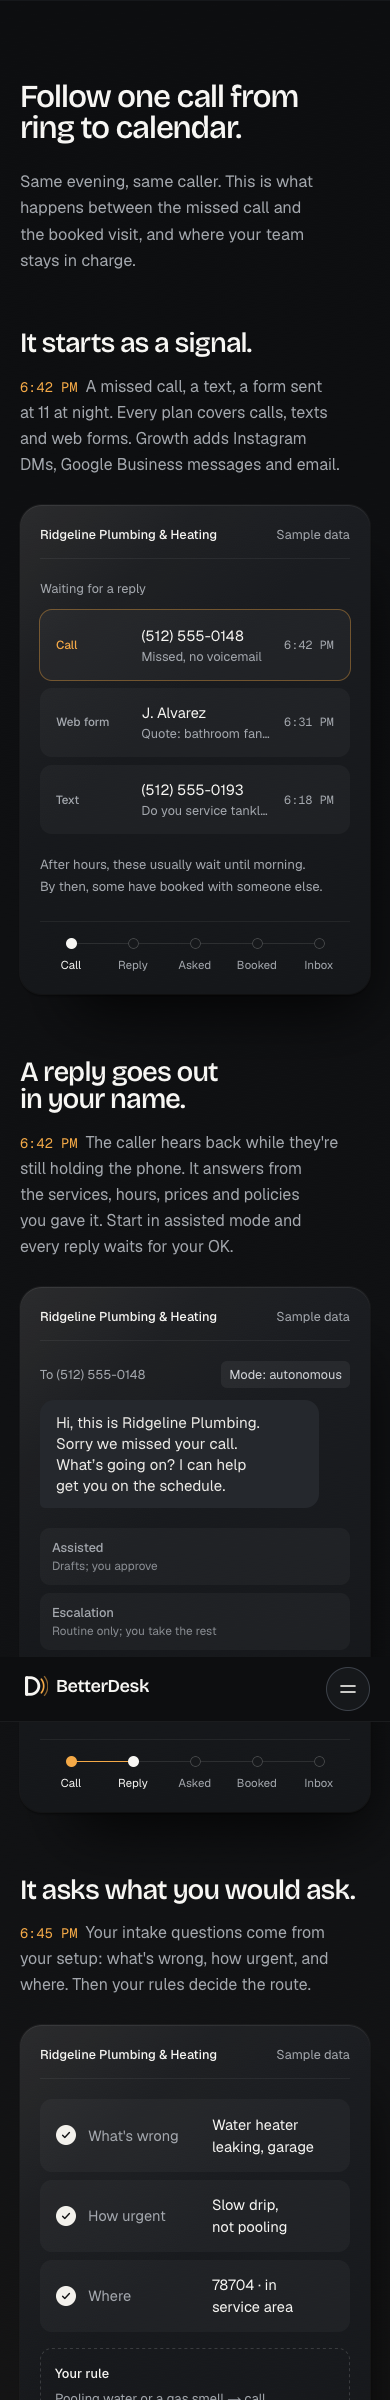 Follow one call from
ring to calendar.
Same evening, same caller. This is what
happens between the missed call and
the booked visit, and where your team
stays in charge.
It starts as a signal.
6:42 PM A missed call, a text, a form sent
at 11 at night. Every plan covers calls, texts
and web forms. Growth adds Instagram
DMs, Google Business messages and email.
Ridgeline Plumbing & Heating Sample data
Waiting for a reply
Call (512) 555-0148 6:42 PM
Missed, no voicemail
Web form J. Alvarez 6:31 PM
Quote: bathroom fan...
Text (512) 555-0193 6:18 PM
Do you service tankl...
After hours, these usually wait until morning.
By then, some have booked with someone else.
Call Reply Asked Booked Inbox
A reply goes out
in your name.
6:42 PM The caller hears back while they're
still holding the phone. It answers from
the services, hours, prices and policies
you gave it. Start in assisted mode and
every reply waits for your OK.
Ridgeline Plumbing & Heating Sample data
To (512) 555-0148 Mode: autonomous
Hi, this is Ridgeline Plumbing.
Sorry we missed your call.
What's going on? I can help
get you on the schedule.
Assisted
Drafts; you approve
Escalation
Routine only; you take the rest
BetterDesk
Call Reply Asked Booked Inbox
It asks what you would ask.
6:45 PM Your intake questions come from
your setup: what's wrong, how urgent, and
where. Then your rules decide the route.
Ridgeline Plumbing & Heating Sample data
What's wrong Water heater
leaking, garage
How urgent Slow drip,
not pooling
Where 78704 · in
service area
Your rule
Pooling water or a gas smell → call